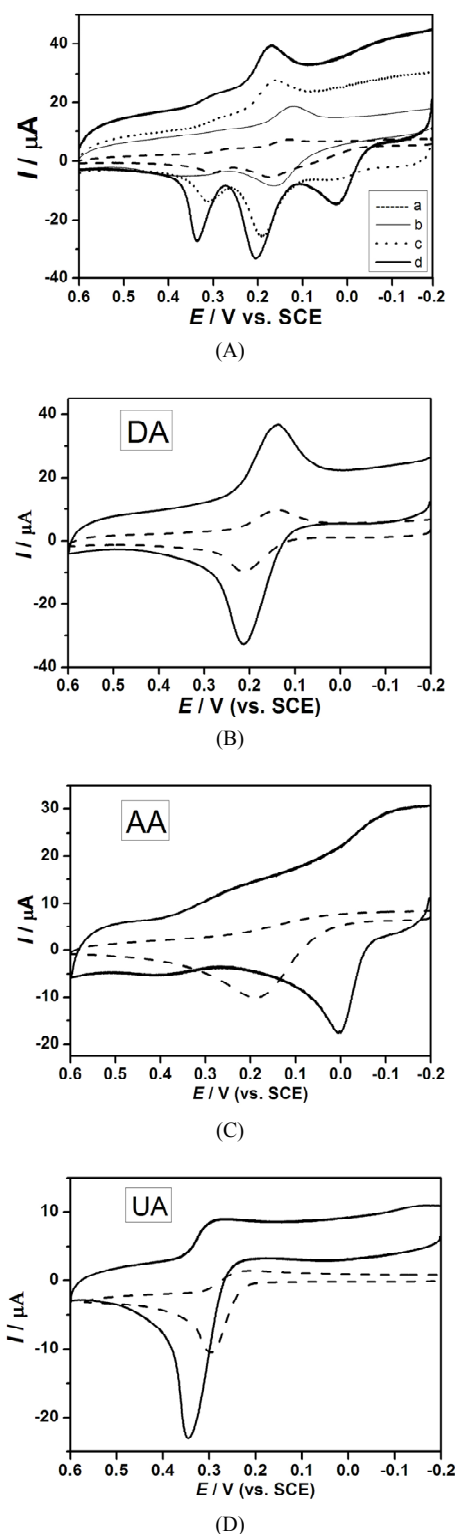 I / μA
40
20
0
-20
-40
a
b
c
d
0.6 0.5 0.4 0.3 0.2 0.1 0.0 -0.1 -0.2
E / V vs. SCE
(A)
DA
I / μA
40
20
0
-20
-40
0.6 0.5 0.4 0.3 0.2 0.1 0.0 -0.1 -0.2
E / V (vs. SCE)
(B)
AA
I / μA
30
20
10
0
-10
-20
0.6 0.5 0.4 0.3 0.2 0.1 0.0 -0.1 -0.2
E / V (vs. SCE)
(C)
UA
I / μA
10
0
-10
-20
0.6 0.5 0.4 0.3 0.2 0.1 0.0 -0.1 -0.2
E / V (vs. SCE)
(D)